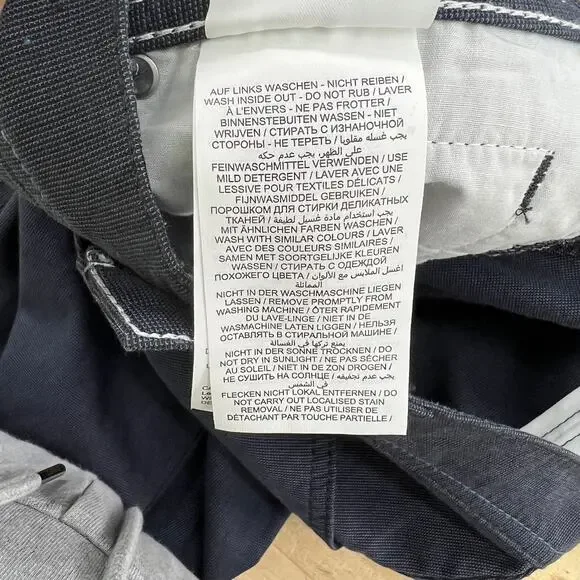 AUF LINKS WASCHEN - NICHT REIBEN /
WASH INSIDE OUT - DO NOT RUB / LAVER
À L'ENVERS - NE PAS FROTTER /
BINNENSTEBUITEN WASSEN - NIET
WRIJVEN / СТИРАТЬ С ИЗНАНОЧНОЙ
СТОРОНЫ - НЕ ТЕРЕТЬ / يجب غسله مقلوبا
على الظهر، يجب عدم حكه
FEINWASCHMITTEL VERWENDEN / USE
MILD DETERGENT / LAVER AVEC UNE
LESSIVE POUR TEXTILES DÉLICATS /
FIJNWASMIDDEL GEBRUIKEN /
ПОРОШКОМ ДЛЯ СТИРКИ ДЕЛИКАТНЫХ
ТКАНЕЙ / يجب استخدام مادة غسيل لطيفة
MIT ÄHNLICHEN FARBEN WASCHEN /
WASH WITH SIMILAR COLOURS / LAVER
AVEC DES COULEURS SIMILAIRES /
SAMEN MET SOORTGELIJKE KLEUREN
WASSEN / СТИРАТЬ С ОДЕЖДОЙ
ПОХОЖЕГО ЦВЕТА / اغسل الملابس مع الألوان
المماثلة
NICHT IN DER WASCHMASCHINE LIEGEN
LASSEN / REMOVE PROMPTLY FROM
WASHING MACHINE / ÔTER RAPIDEMENT
DU LAVE-LINGE / NIET IN DE
WASMACHINE LATEN LIGGEN / НЕЛЬЗЯ
ОСТАВЛЯТЬ В СТИРАЛЬНОЙ МАШИНЕ /
يمنع تركها في الغسالة
NICHT IN DER SONNE TROCKNEN / DO
NOT DRY IN SUNLIGHT / NE PAS SÉCHER
AU SOLEIL / NIET IN DE ZON DROGEN /
НЕ СУШИТЬ НА СОЛНЦЕ / يجب عدم تجفيفه
في الشمس
FLECKEN NICHT LOKAL ENTFERNEN / DO
NOT CARRY OUT LOCALISED STAIN
REMOVAL / NE PAS UTILISER DE
DÉTACHANT PAR TOUCHE PARTIELLE /